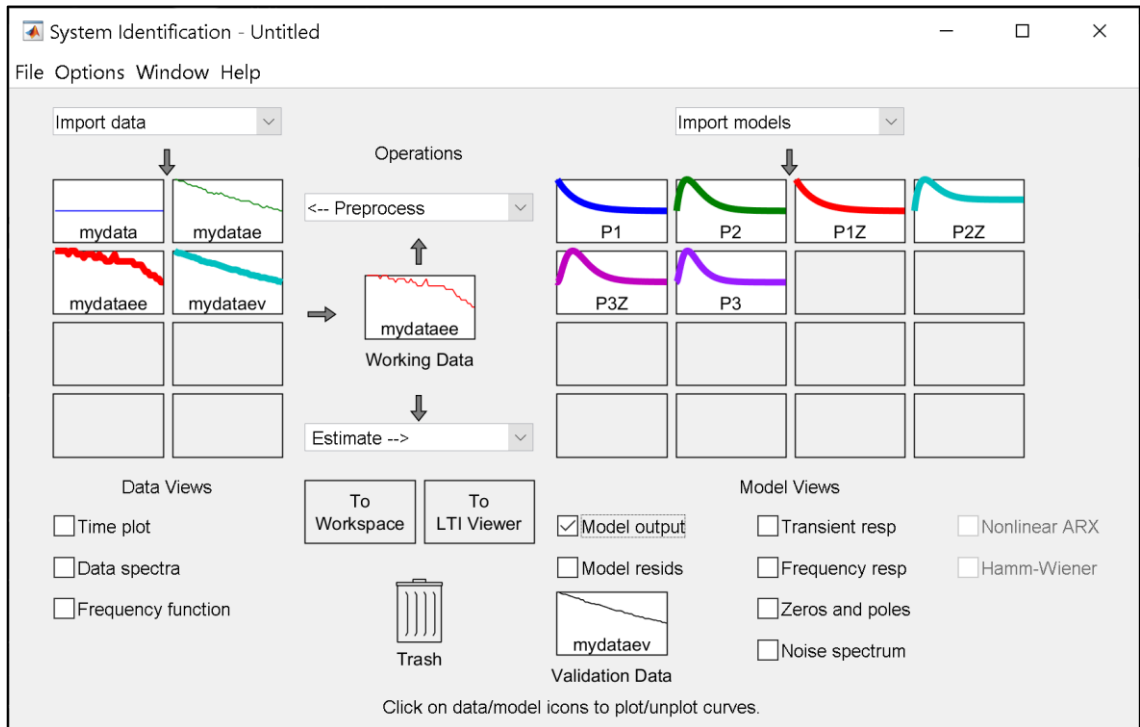 System Identification - Untitled
File Options Window Help
Import data
Import models
Operations
mydata
mydatae
<-- Preprocess
P1
P2
P1Z
P2Z
mydataee
mydataev
mydataee
P3Z
P3
Working Data
Estimate -->
Data Views
To
Workspace
To
LTI Viewer
Model Views
Time plot
Data spectra
Frequency function
Trash
Model output
Model resids
Transient resp
Frequency resp
Zeros and poles
Noise spectrum
Nonlinear ARX
Hamm-Wiener
mydataev
Validation Data
Click on data/model icons to plot/unplot curves.